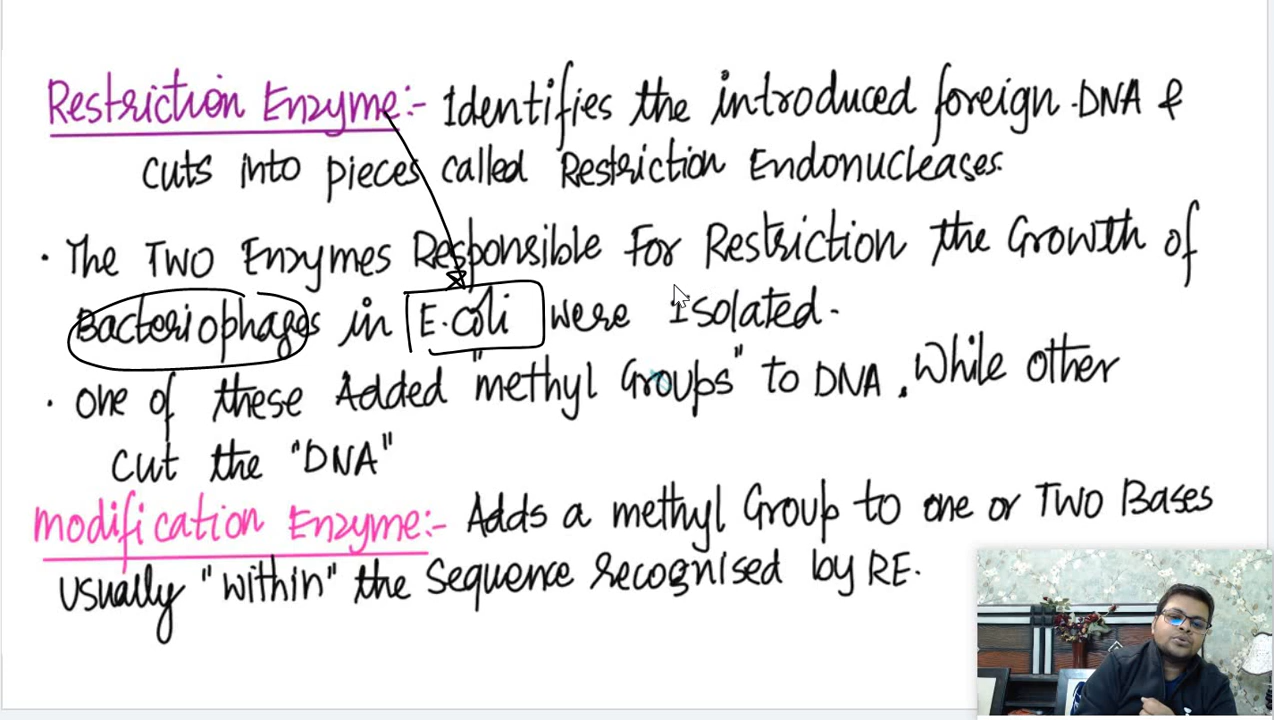 Restriction Enzyme:- Identifies the introduced foreign DNA &
cuts into pieces called Restriction Endonucleases.
· The Two Enzymes Responsible For Restriction the Growth of
Bacteriophages in E.Coli were Isolated.
· one of these Added "methyl Groups" to DNA, while other
cut the "DNA"
modification Enzyme:- Adds a methyl Group to one or Two Bases
usually "within" the sequence recognised by RE.